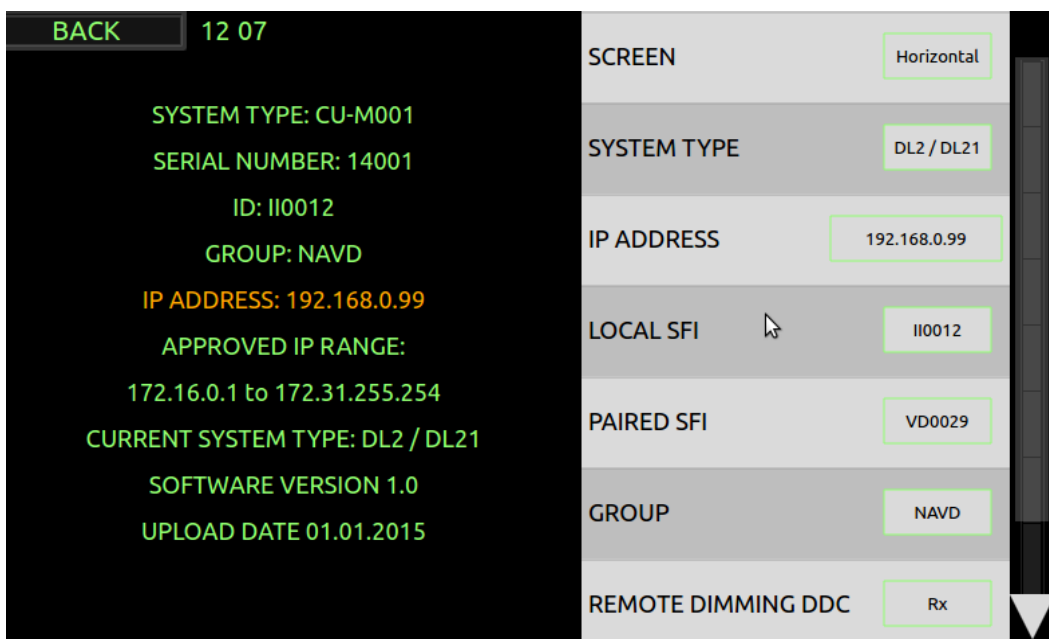 BACK 12 07
SYSTEM TYPE: CU-M001
SERIAL NUMBER: 14001
ID: II0012
GROUP: NAVD
IP ADDRESS: 192.168.0.99
APPROVED IP RANGE:
172.16.0.1 to 172.31.255.254
CURRENT SYSTEM TYPE: DL2 / DL21
SOFTWARE VERSION 1.0
UPLOAD DATE 01.01.2015
SCREEN Horizontal
SYSTEM TYPE DL2 / DL21
IP ADDRESS 192.168.0.99
LOCAL SFI II0012
PAIRED SFI VD0029
GROUP NAVD
REMOTE DIMMING DDC Rx